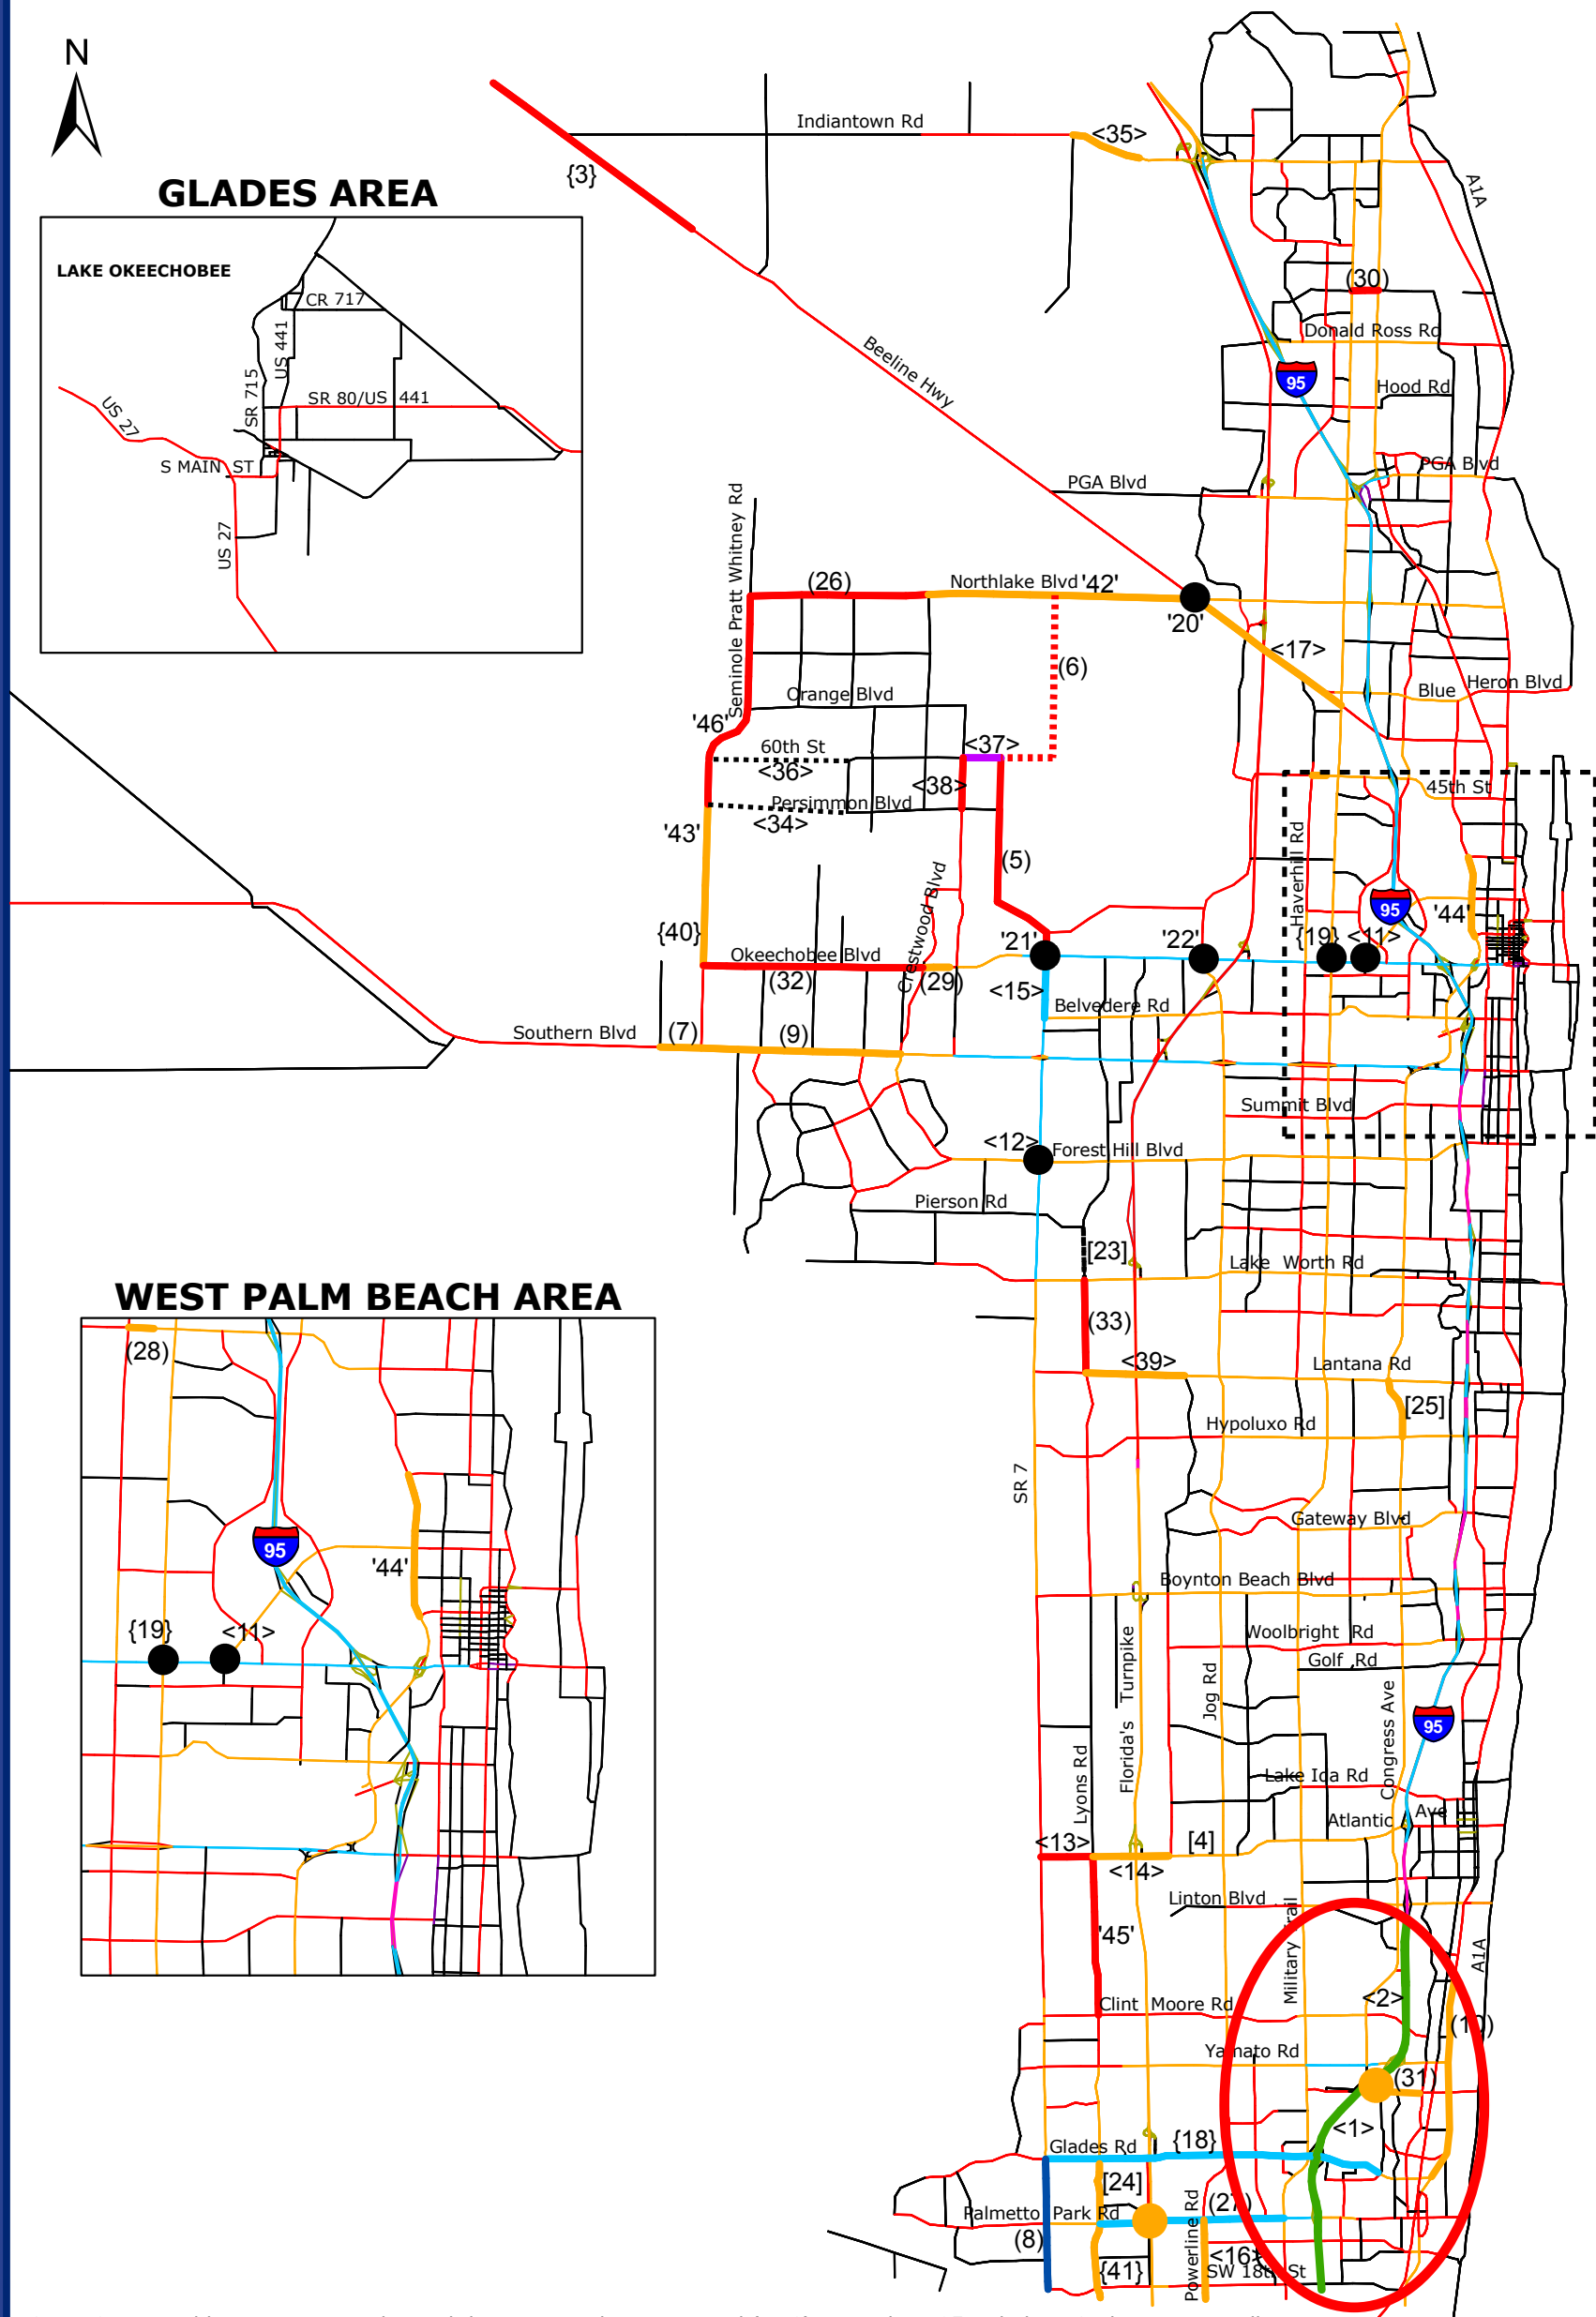 N
Indiantown Rd
<35>
{3}
A1A
GLADES AREA
LAKE OKEECHOBEE
CR 717
US 441
SR 715
SR 80/US 441
US 27
S MAIN ST
US 27
(30)
Donald Ross Rd
95
Hood Rd
Beeline Hwy
PGA Blvd
PGA Blvd
Seminole Pratt Whitney Rd
(26)
Northlake Blvd
'42'
'20'
<17>
(6)
Orange Blvd
Blue Heron Blvd
'46'
60th St
<37>
<36>
<38>
Persimmon Blvd
<34>
45th St
'43'
Haverhill Rd
(5)
Crestwood Blvd
95
'44'
{40}
'21'
'22'
{19}
<11>
Okeechobee Blvd
(32)
(29)
<15>
Belvedere Rd
Southern Blvd
(7)
(9)
Summit Blvd
<12>
Forest Hill Blvd
Pierson Rd
[23]
Lake Worth Rd
WEST PALM BEACH AREA
(28)
95
'44'
{19}
<11>
(33)
<39>
Lantana Rd
[25]
Hypoluxo Rd
SR 7
Gateway Blvd
Boynton Beach Blvd
Woolbright Rd
Golf Rd
Florida's Turnpike
Jog Rd
Congress Ave
95
Lyons Rd
Lake Ida Rd
Atlantic Ave
<13>
[4]
<14>
Linton Blvd
Military Trail
'45'
A1A
<2>
Clint Moore Rd
(10)
Yamato Rd
(31)
<1>
Glades Rd
{18}
[24]
Palmetto Park Rd
(27)
Powerline Rd
(8)
<16>
{41}
SW 18th St